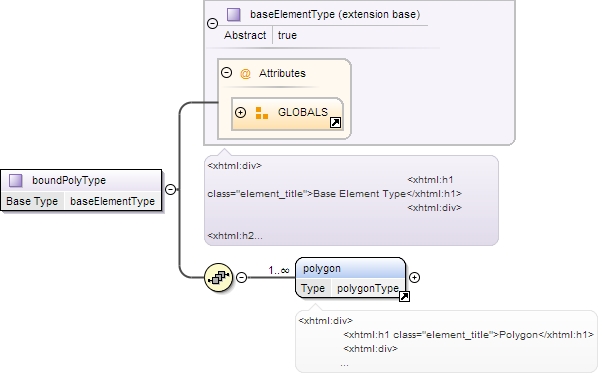 baseElementType (extension base)
Abstract true
@ Attributes
GLOBALS
boundPolyType
Base Type baseElementType
<xhtml:div>
<xhtml:h1
class="element_title">Base Element Type</xhtml:h1>
<xhtml:div>
<xhtml:h2...
1..∞
polygon
Type polygonType
<xhtml:div>
<xhtml:h1 class="element_title">Polygon</xhtml:h1>
<xhtml:div>
...